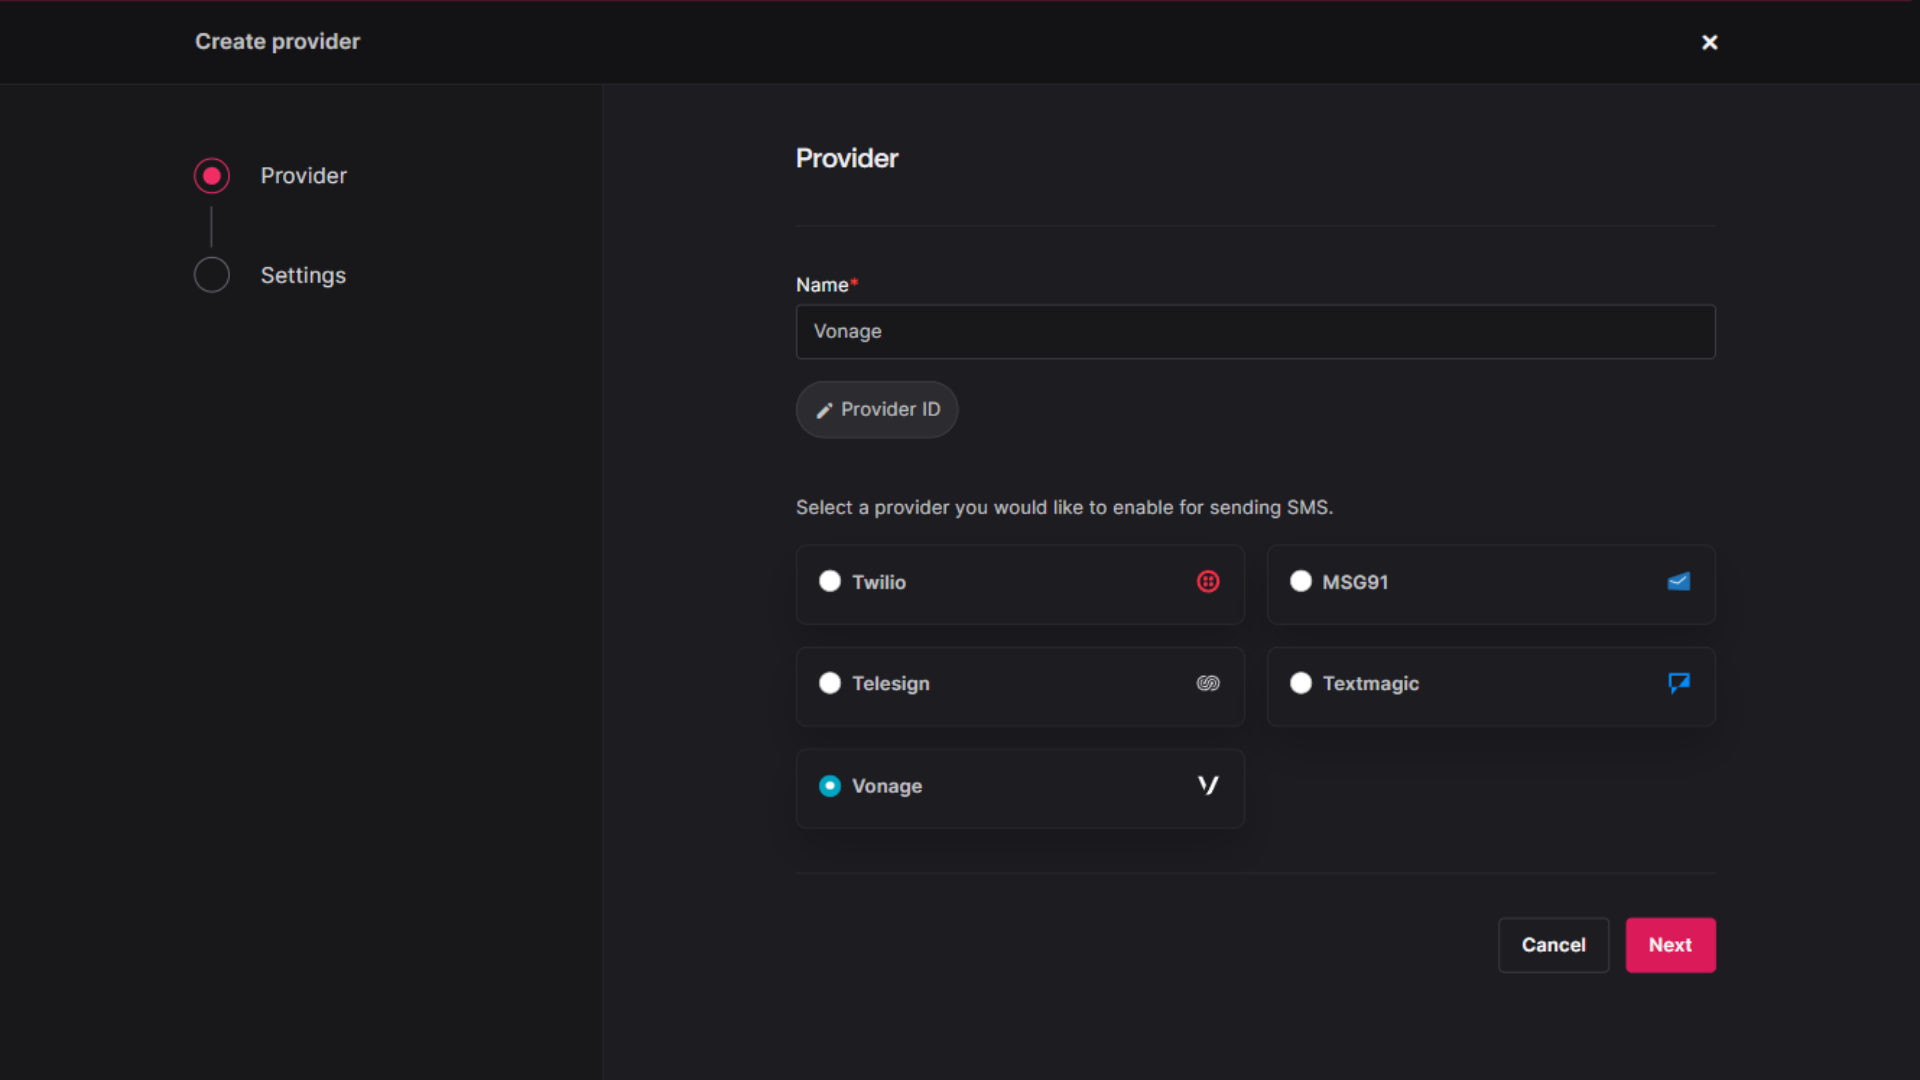 Create provider
Provider
Settings
Provider
Name*
Vonage
Provider ID
Select a provider you would like to enable for sending SMS.
Twilio
MSG91
Telesign
Textmagic
Vonage
Cancel
Next